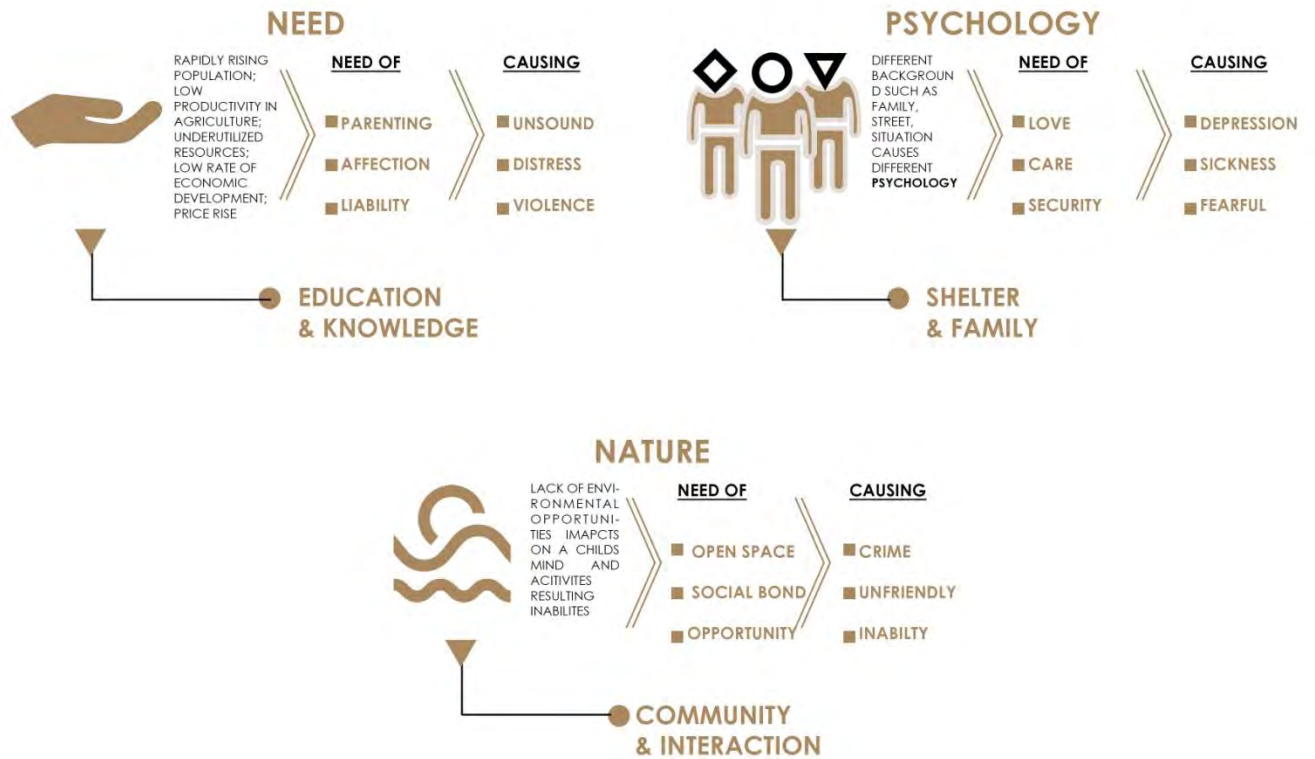 NEED
RAPIDLY RISING
POPULATION;
LOW
PRODUCTIVITY IN
AGRICULTURE;
UNDERUTILIZED
RESOURCES;
LOW RATE OF
ECONOMIC
DEVELOPMENT;
PRICE RISE
NEED OF
PARENTING
AFFECTION
LIABILITY
CAUSING
UNSOUND
DISTRESS
VIOLENCE
EDUCATION
& KNOWLEDGE
PSYCHOLOGY
DIFFERENT
BACKGROUN
D SUCH AS
FAMILY,
STREET,
SITUATION
CAUSES
DIFFERENT
PSYCHOLOGY
NEED OF
LOVE
CARE
SECURITY
CAUSING
DEPRESSION
SICKNESS
FEARFUL
SHELTER
& FAMILY
NATURE
LACK OF ENVI-
RONMENTAL
OPPORTUNI-
TIES IMAPCTS
ON A CHILDS
MIND AND
ACITIVITES
RESULTING
INABILITES
NEED OF
OPEN SPACE
SOCIAL BOND
OPPORTUNITY
CAUSING
CRIME
UNFRIENDLY
INABILTY
COMMUNITY
& INTERACTION